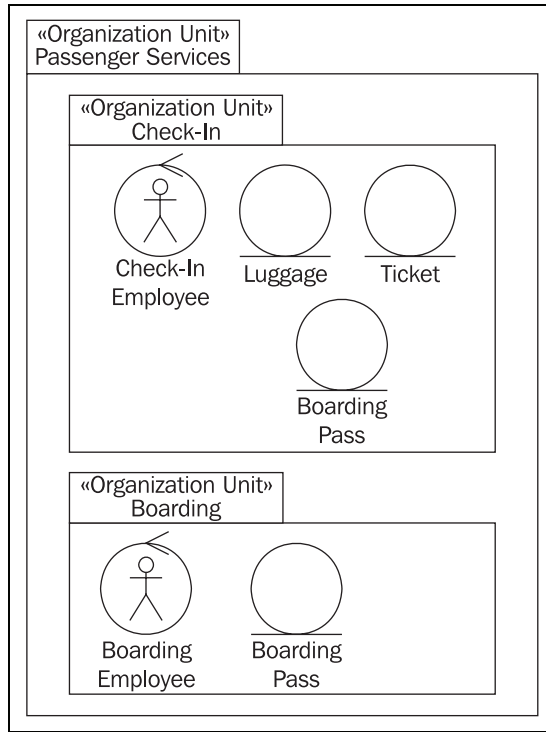 «Organization Unit»
Passenger Services
«Organization Unit»
Check-In
Check-In
Employee
Luggage
Ticket
Boarding
Pass
«Organization Unit»
Boarding
Boarding
Employee
Boarding
Pass